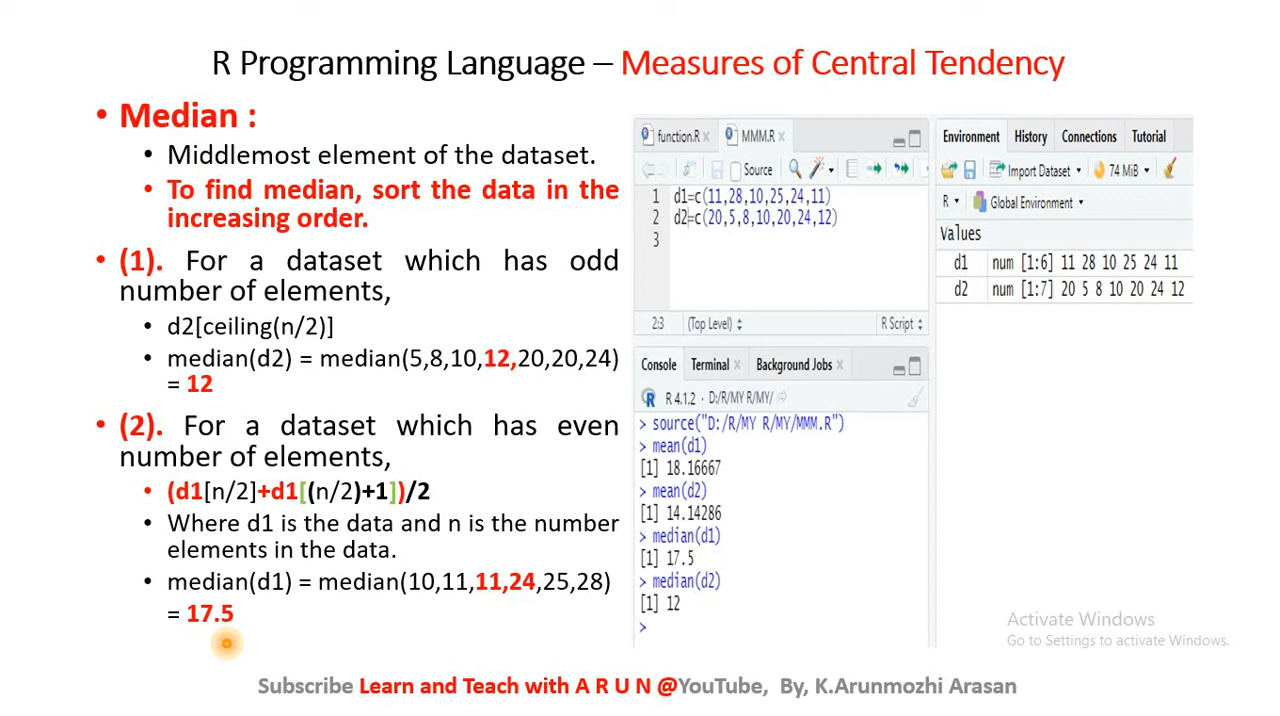 R Programming Language – Measures of Central Tendency
• Median :
• Middlemost element of the dataset.
• To find median, sort the data in the
increasing order.
• (1). For a dataset which has odd
number of elements,
• d2[ceiling(n/2)]
• median(d2) = median(5,8,10,12,20,20,24)
= 12
• (2). For a dataset which has even
number of elements,
• (d1[n/2]+d1[(n/2)+1])/2
• Where d1 is the data and n is the number
elements in the data.
• median(d1) = median(10,11,11,24,25,28)
= 17.5
function.R MMM.R
Source
1 d1=c(11,28,10,25,24,11)
2 d2=c(20,5,8,10,20,24,12)
3
2:3 (Top Level) R Script
Console Terminal Background Jobs
R 4.1.2 · D:/R/MY R/MY/
> source("D:/R/MY R/MY/MMM.R")
> mean(d1)
[1] 18.16667
> mean(d2)
[1] 14.14286
> median(d1)
[1] 17.5
> median(d2)
[1] 12
>
Environment History Connections Tutorial
Import Dataset 74 MiB
R Global Environment
Values
d1 num [1:6] 11 28 10 25 24 11
d2 num [1:7] 20 5 8 10 20 24 12
Activate Windows
Go to Settings to activate Windows.
Subscribe Learn and Teach with A R U N @YouTube, By, K.Arunmozhi Arasan